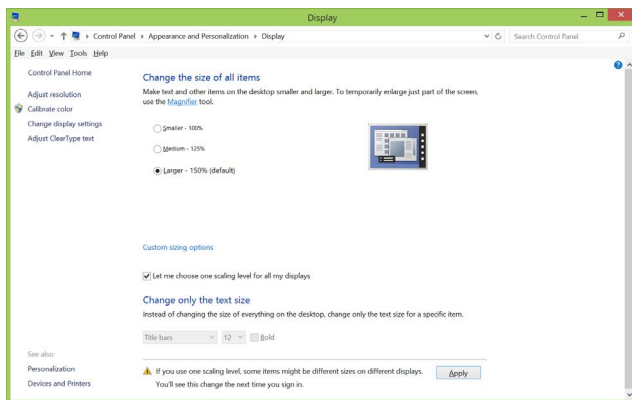 Display
Control Panel Appearance and Personalization Display
Search Control Panel
File Edit View Tools Help
Control Panel Home
Adjust resolution
Calibrate color
Change display settings
Adjust ClearType text
Change the size of all items
Make text and other items on the desktop smaller and larger. To temporarily enlarge just part of the screen,
use the Magnifier tool.
Smaller - 100%
Medium - 125%
Larger - 150% (default)
Custom sizing options
Let me choose one scaling level for all my displays
Change only the text size
Instead of changing the size of everything on the desktop, change only the text size for a specific item.
Title bars 12 Bold
See also
Personalization
Devices and Printers
If you use one scaling level, some items might be different sizes on different displays.
You'll see this change the next time you sign in.
Apply